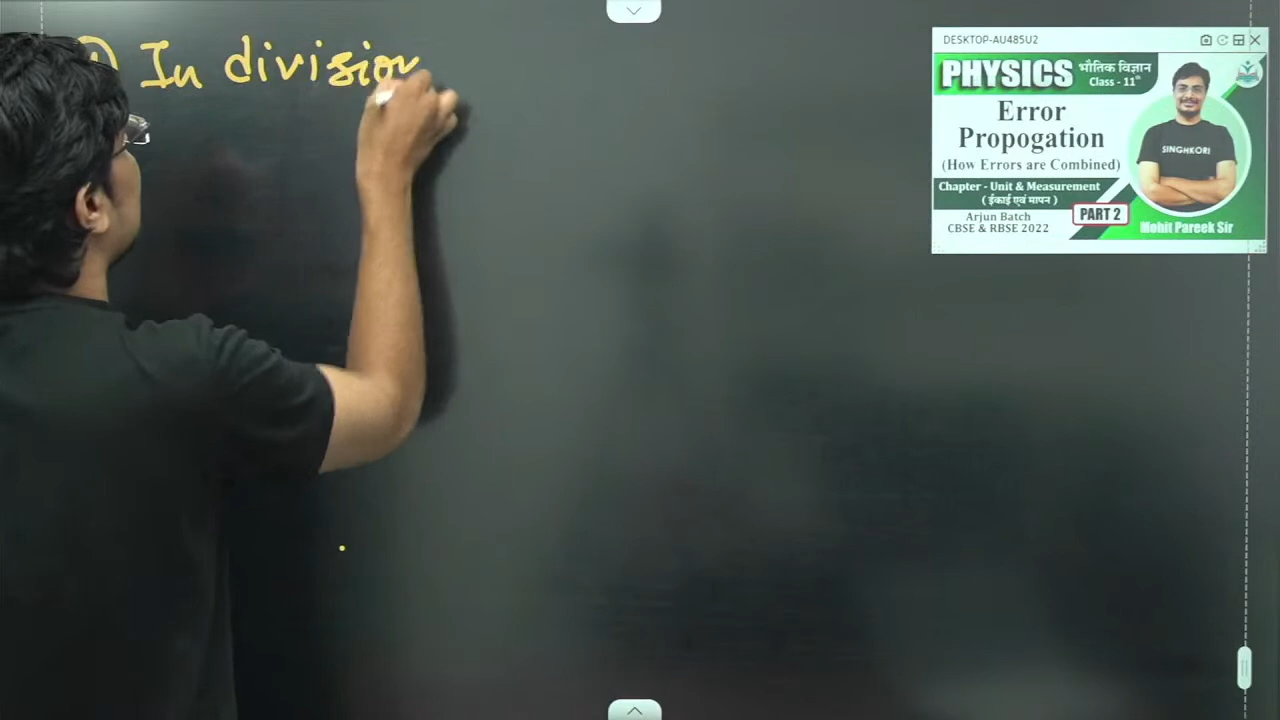 In division
DESKTOP-AU485U2
PHYSICS
भौतिक विज्ञान
Class - 11th
Error
Propogation
(How Errors are Combined)
SINGHKORI
Chapter - Unit & Measurement
( ईकाई एवं मापन )
Arjun Batch
CBSE & RBSE 2022
PART 2
Mohit Pareek Sir